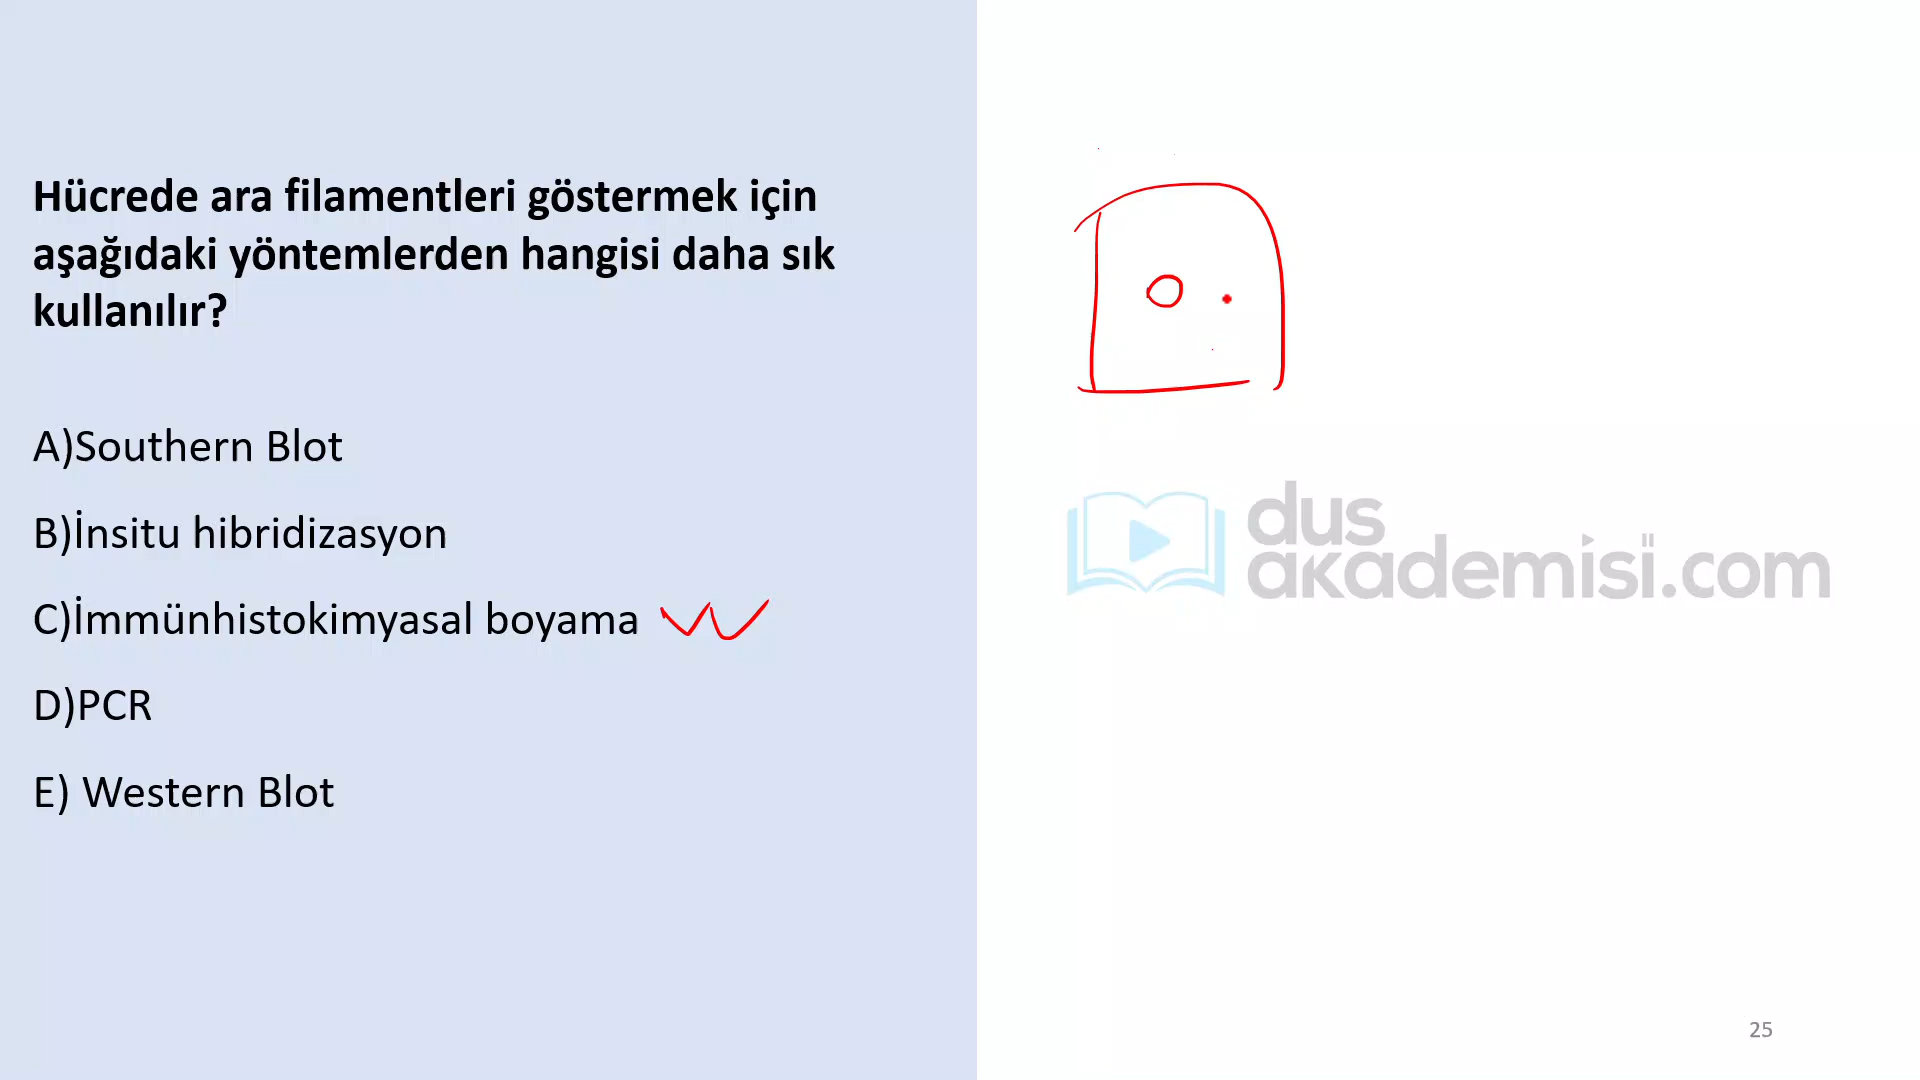 Hücrede ara filamentleri göstermek için
aşağıdaki yöntemlerden hangisi daha sık
kullanılır?
A)Southern Blot
B)İnsitu hibridizasyon
C)İmmünhistokimyasal boyama
D)PCR
E) Western Blot
dus
akademisi.com
25